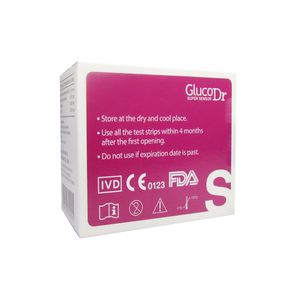 GlucoDr
SUPER SENSOR
• Store at the dry and cool place.
• Use all the test strips within 4 months
after the first opening.
• Do not use if expiration date is past.
IVD CE 0123 FDA
S